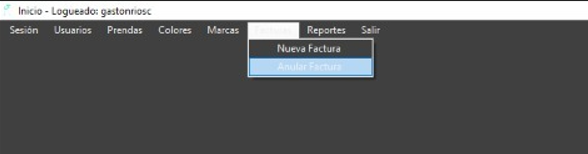 Inicio - Logueado: gastonriosc
Sesión Usuarios Prendas Colores Marcas Reportes Salir
Nueva Factura
Anular Factura